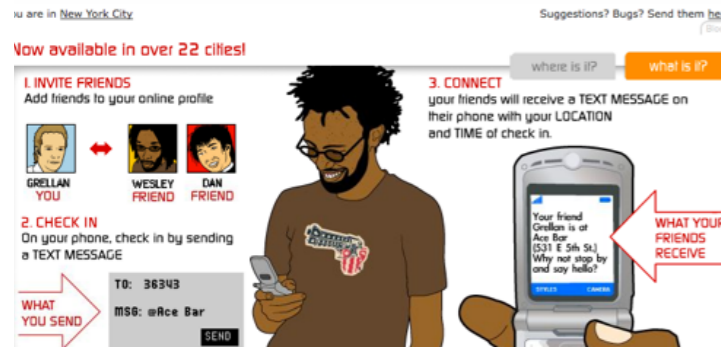 u are in New York City
Suggestions? Bugs? Send them he
Now available in over 22 cities!
where is it?
what is it?
1. INVITE FRIENDS
Add friends to your online profile
GRELLAN
YOU
WESLEY
FRIEND
DAN
FRIEND
2. CHECK IN
On your phone, check in by sending
a TEXT MESSAGE
WHAT
YOU SEND
TO: 36343
MSG: @Ace Bar
SEND
3. CONNECT
your friends will receive a TEXT MESSAGE on
their phone with your LOCATION
and TIME of check in.
Your friend
Grellan is at
Ace Bar
(531 E 5th St.)
Why not stop by
and say hello?
STYLES
CAMERA
WHAT YOUR
FRIENDS
RECEIVE